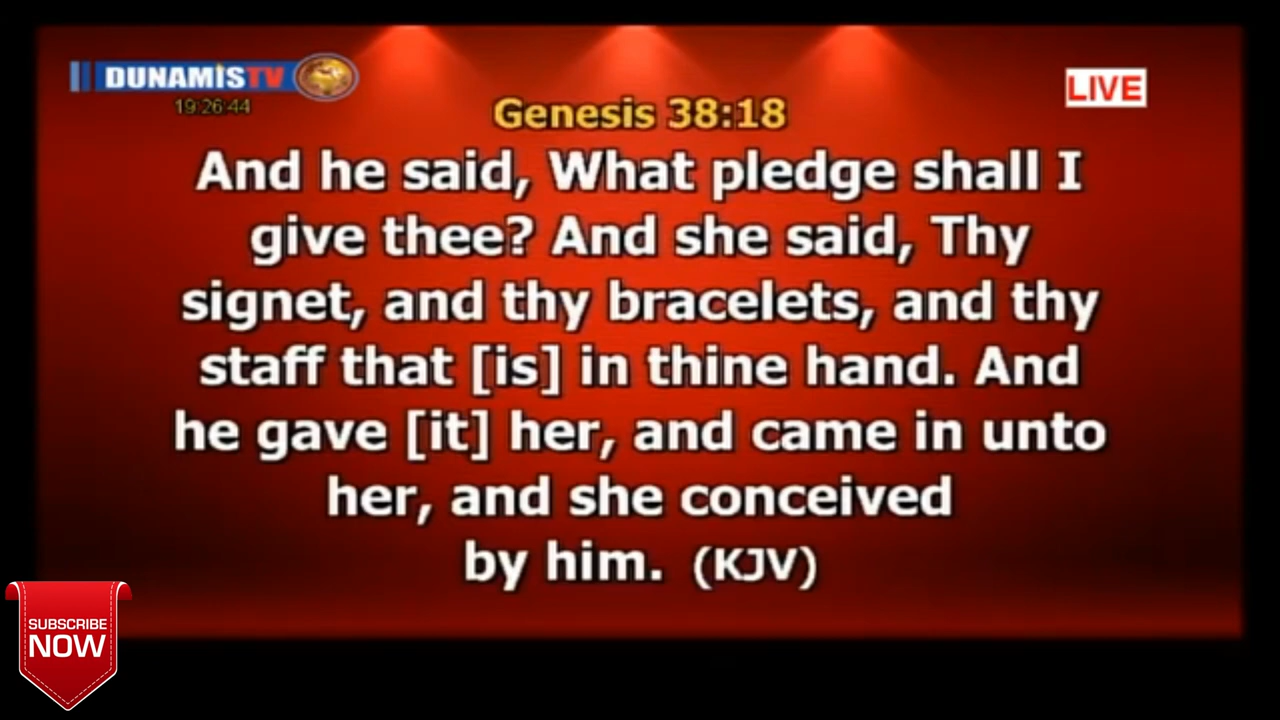 DUNAMISTV
19:26:44
LIVE
Genesis 38:18
And he said, What pledge shall I
give thee? And she said, Thy
signet, and thy bracelets, and thy
staff that [is] in thine hand. And
he gave [it] her, and came in unto
her, and she conceived
by him. (KJV)
SUBSCRIBE
NOW